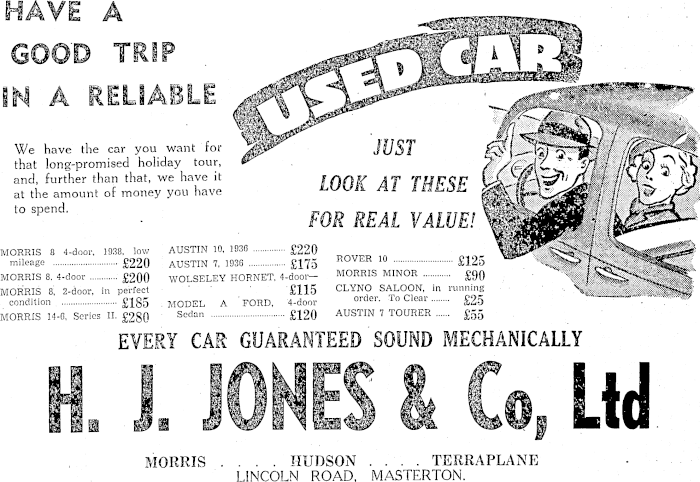 HAVE A
GOOD TRIP
IN A RELIABLE
USED CAR
We have the car you want for
that long-promised holiday tour,
and, further than that, we have it
at the amount of money you have
to spend.
JUST
LOOK AT THESE
FOR REAL VALUE!
MORRIS 8 4-door, 1938, low
mileage ................ £220
MORRIS 8, 4-door .......... £200
MORRIS 8, 2-door, in perfect
condition ................ £185
MORRIS 14-6, Series II. £280
AUSTIN 10, 1936 ............ £220
AUSTIN 7, 1936 ............. £175
WOLSELEY HORNET, 4-door—
£115
MODEL A FORD, 4-door
Sedan ........................... £120
ROVER 10 ...................... £125
MORRIS MINOR .......... £90
CLYNO SALOON, in running
order. To Clear ....... £25
AUSTIN 7 TOURER ..... £55
EVERY CAR GUARANTEED SOUND MECHANICALLY
H. J. JONES & Co, Ltd
MORRIS . . . . HUDSON . . . . TERRAPLANE
LINCOLN ROAD, MASTERTON.